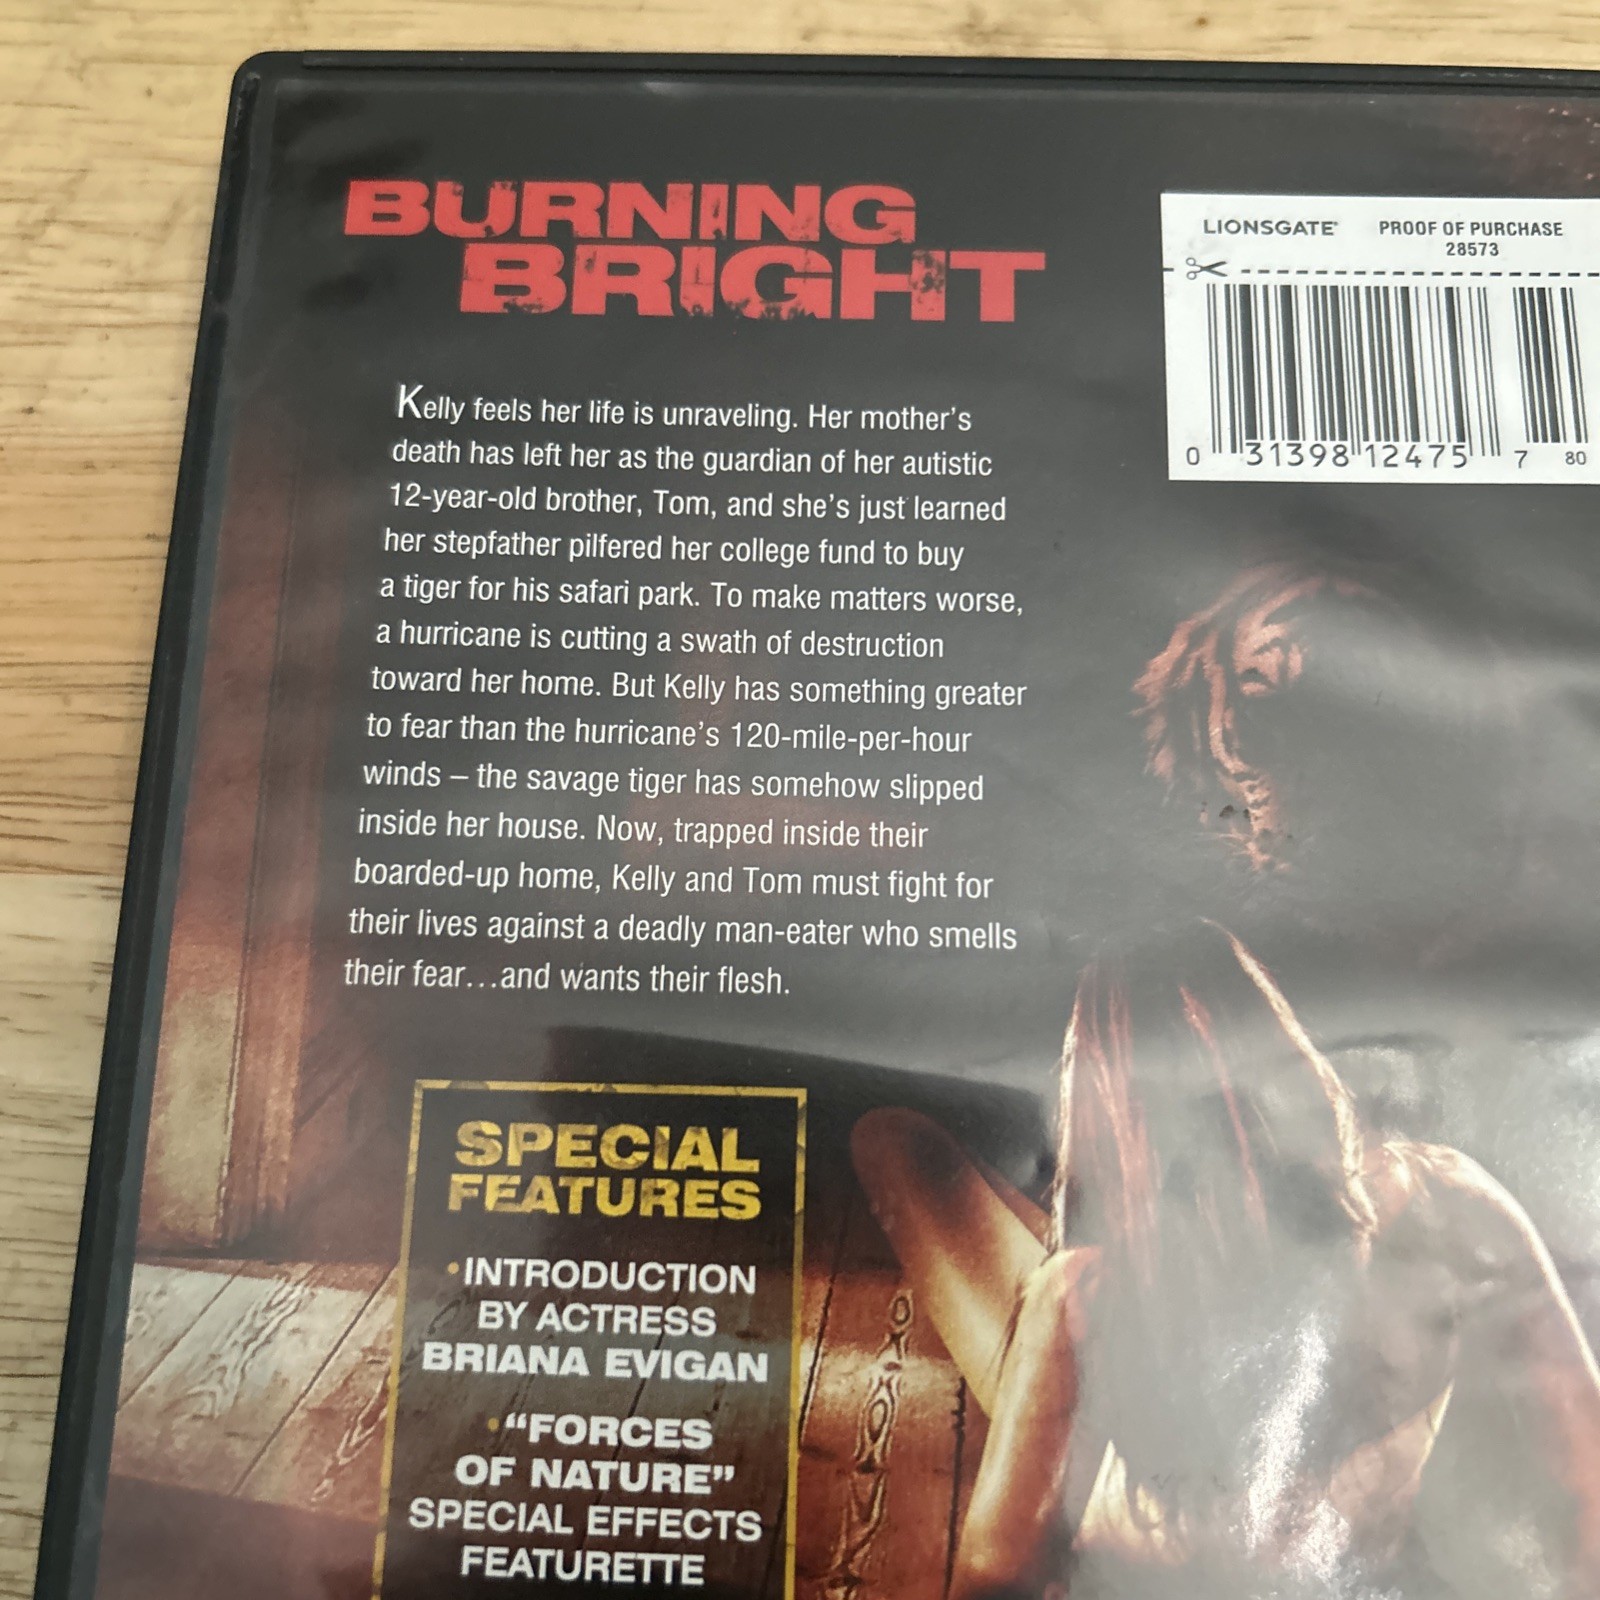 BURNING
BRIGHT
LIONSGATE® PROOF OF PURCHASE
28573
0 31398 12475 7 80
Kelly feels her life is unraveling. Her mother's
death has left her as the guardian of her autistic
12-year-old brother, Tom, and she's just learned
her stepfather pilfered her college fund to buy
a tiger for his safari park. To make matters worse,
a hurricane is cutting a swath of destruction
toward her home. But Kelly has something greater
to fear than the hurricane's 120-mile-per-hour
winds – the savage tiger has somehow slipped
inside her house. Now, trapped inside their
boarded-up home, Kelly and Tom must fight for
their lives against a deadly man-eater who smells
their fear...and wants their flesh.
SPECIAL
FEATURES
•INTRODUCTION
BY ACTRESS
BRIANA EVIGAN
•“FORCES
OF NATURE”
SPECIAL EFFECTS
FEATURETTE